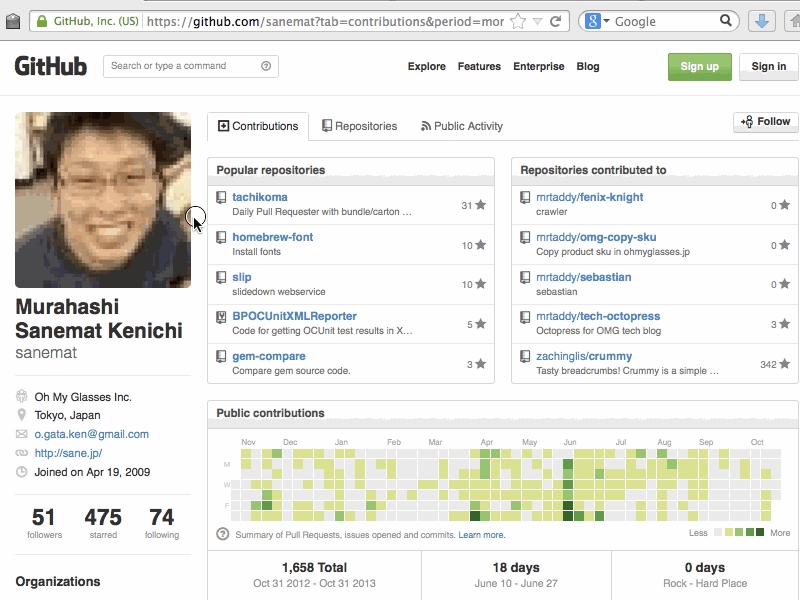 GitHub, Inc. (US)
https://github.com/sanemat?tab=contributions&period=mor
Google
GitHub
Search or type a command
Explore
Features
Enterprise
Blog
Sign up
Sign in
Contributions
Repositories
Public Activity
Follow
Popular repositories
tachikoma
31
Daily Pull Requester with bundle/carton ...
homebrew-font
10
Install fonts
slip
10
slidedown webservice
BPOCUnitXMLReporter
5
Code for getting OCUnit test results in X...
gem-compare
3
Compare gem source code.
Repositories contributed to
mrtaddy/fenix-knight
0
crawler
mrtaddy/omg-copy-sku
0
Copy product sku in ohmyglasses.jp
mrtaddy/sebastian
0
sebastian
mrtaddy/tech-octopress
3
Octopress for OMG tech blog
zachinglis/crummy
342
Tasty breadcrumbs! Crummy is a simple ...
Murahashi
Sanemat Kenichi
sanemat
Oh My Glasses Inc.
Tokyo, Japan
o.gata.ken@gmail.com
http://sane.jp/
Joined on Apr 19, 2009
51
followers
475
starred
74
following
Organizations
Public contributions
Nov Dec Jan Feb Mar Apr May Jun Jul Aug Sep Oct
M
W
F
Summary of Pull Requests, issues opened and commits. Learn more.
Less
More
1,658 Total
Oct 31 2012 - Oct 31 2013
18 days
June 10 - June 27
0 days
Rock - Hard Place